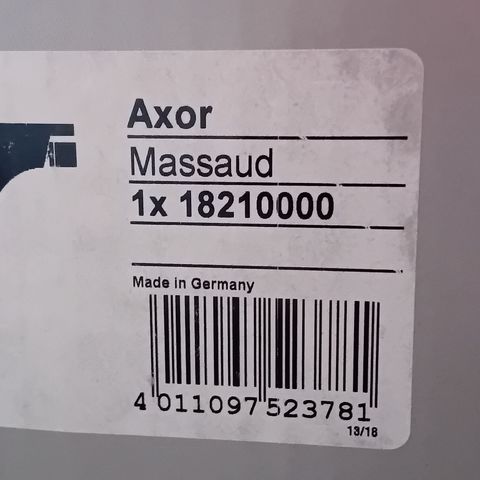 Axor
Massaud
1x 18210000
Made in Germany
4 011097 523781
13/18